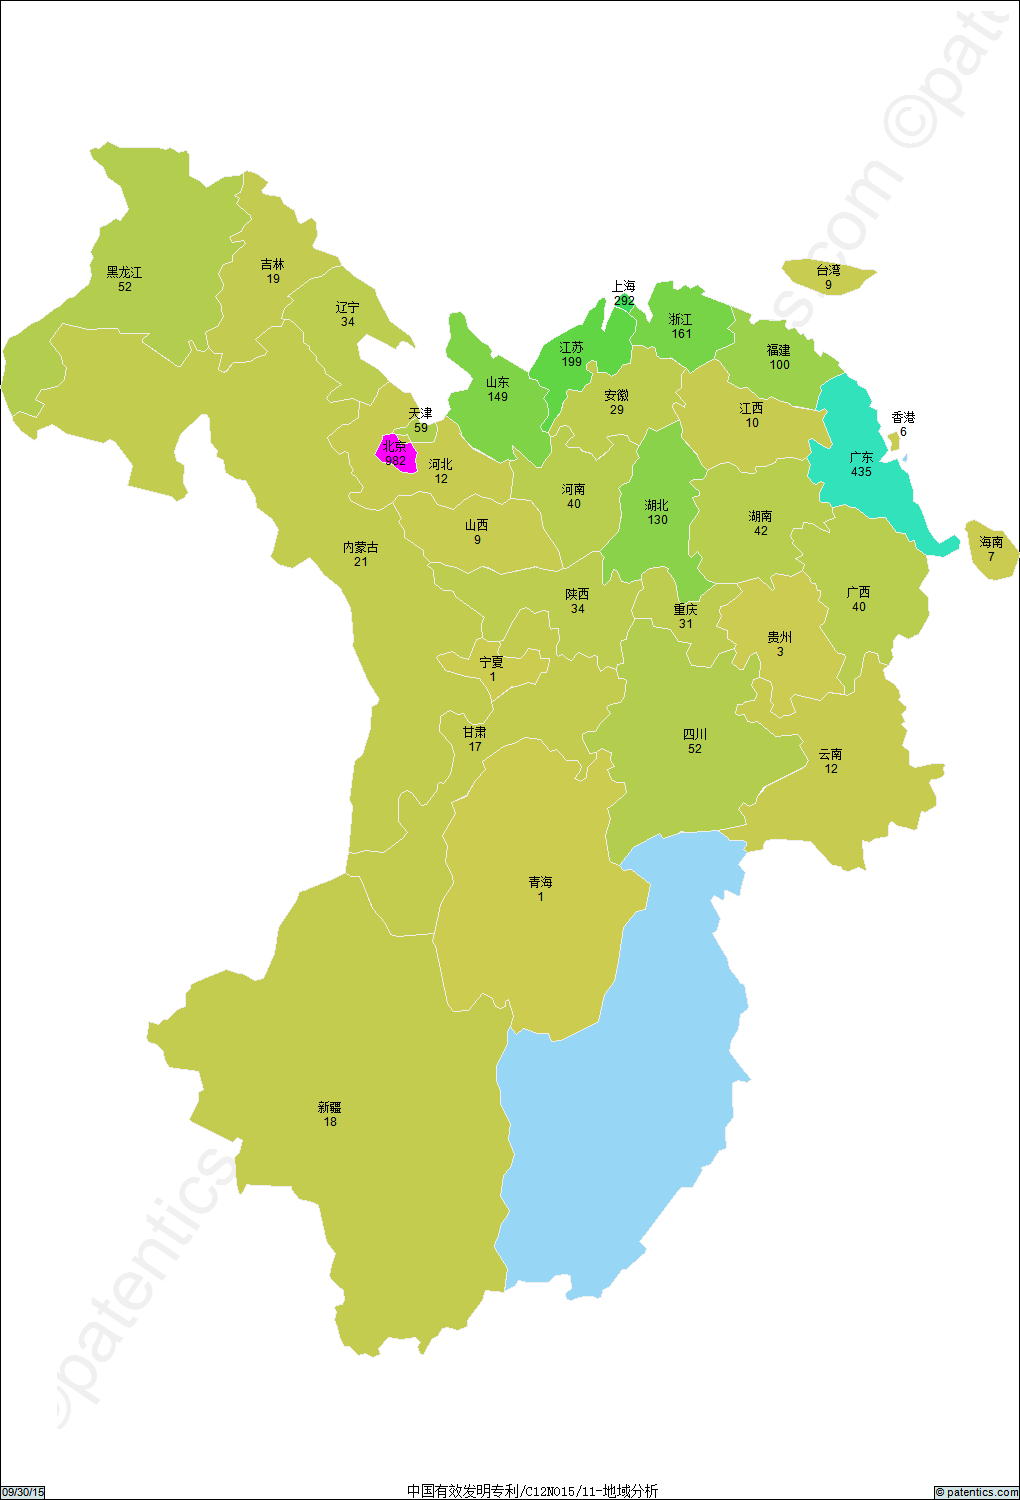 ©patentics.com ©patentics.com
黑龙江
52
吉林
19
台湾
9
辽宁
34
上海
292
浙江
161
江苏
199
福建
100
山东
149
安徽
29
江西
10
天津
59
香港
6
北京
982
河北
12
广东
435
河南
40
湖北
130
湖南
42
山西
9
内蒙古
21
海南
7
陕西
34
重庆
31
广西
40
贵州
3
宁夏
1
甘肃
17
四川
52
云南
12
青海
1
新疆
18
09/30/15
中国有效发明专利/C12N015/11-地域分析
© patentics.com